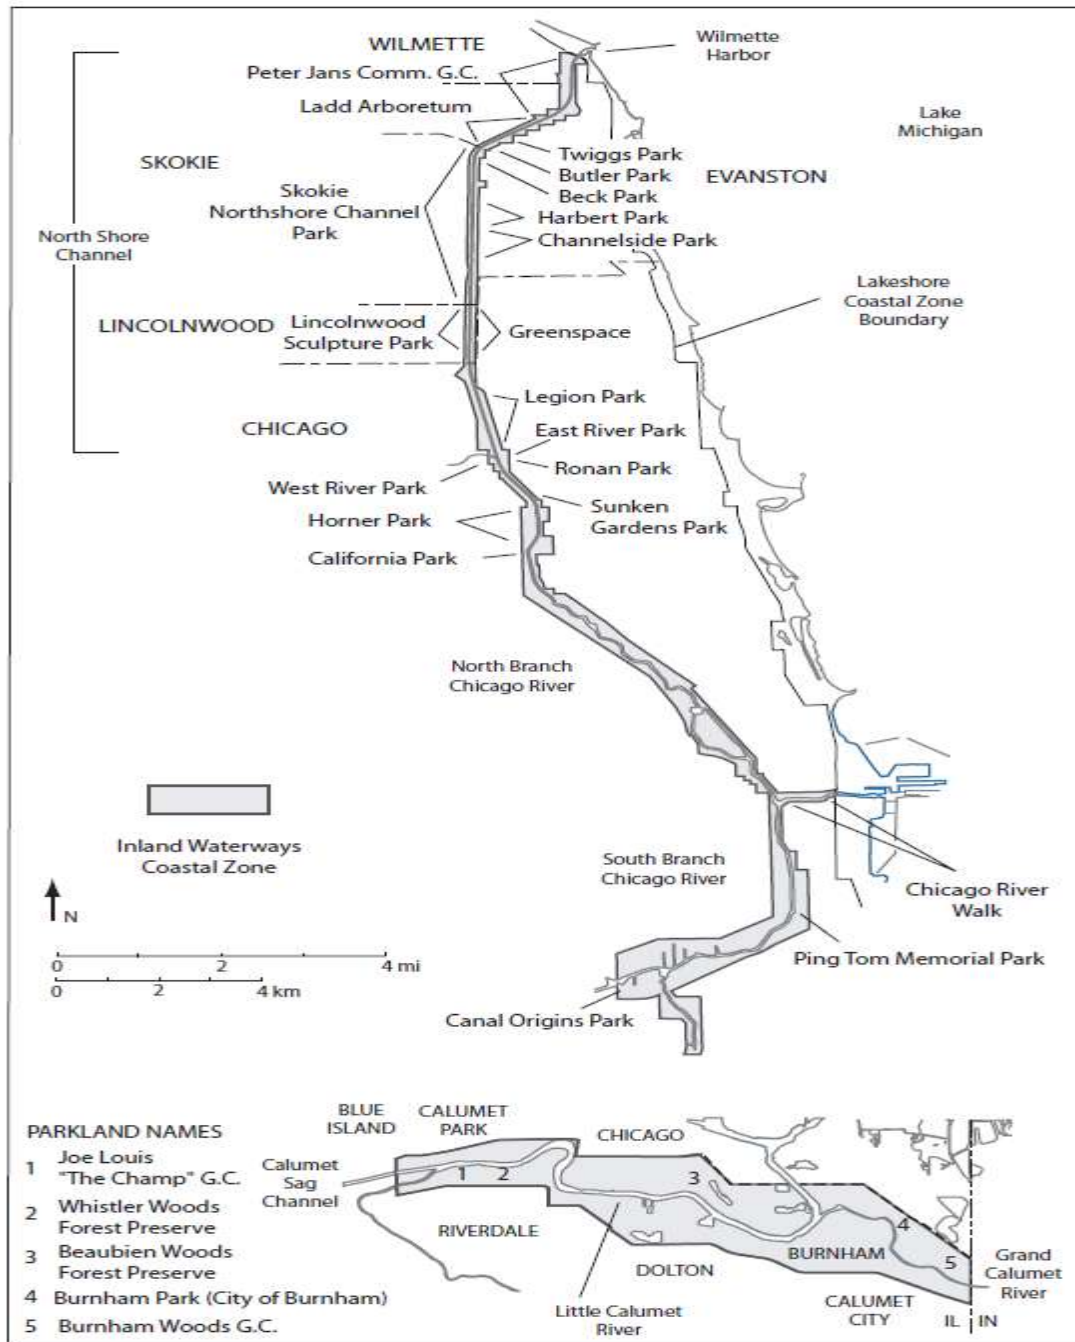 WILMETTE
Wilmette
Harbor
Peter Jans Comm. G.C.
Ladd Arboretum
Lake
Michigan
SKOKIE
Twiggs Park
Butler Park
EVANSTON
Beck Park
Skokie
Northshore Channel
Park
Harbert Park
Channelside Park
North Shore
Channel
Lakeshore
Coastal Zone
Boundary
LINCOLNWOOD
Lincolnwood
Sculpture Park
Greenspace
Legion Park
CHICAGO
East River Park
Ronan Park
West River Park
Sunken
Gardens Park
Horner Park
California Park
North Branch
Chicago River
Inland Waterways
Coastal Zone
South Branch
Chicago River
Chicago River
Walk
N
Ping Tom Memorial Park
0 2 4 mi
0 2 4 km
Canal Origins Park
BLUE
ISLAND
CALUMET
PARK
CHICAGO
PARKLAND NAMES
1 Joe Louis
"The Champ" G.C.
2 Whistler Woods
Forest Preserve
3 Beaubien Woods
Forest Preserve
4 Burnham Park (City of Burnham)
5 Burnham Woods G.C.
Calumet
Sag
Channel
1 2
3
4
5
RIVERDALE
DOLTON
BURNHAM
Grand
Calumet
River
Little Calumet
River
CALUMET
CITY
IL IN